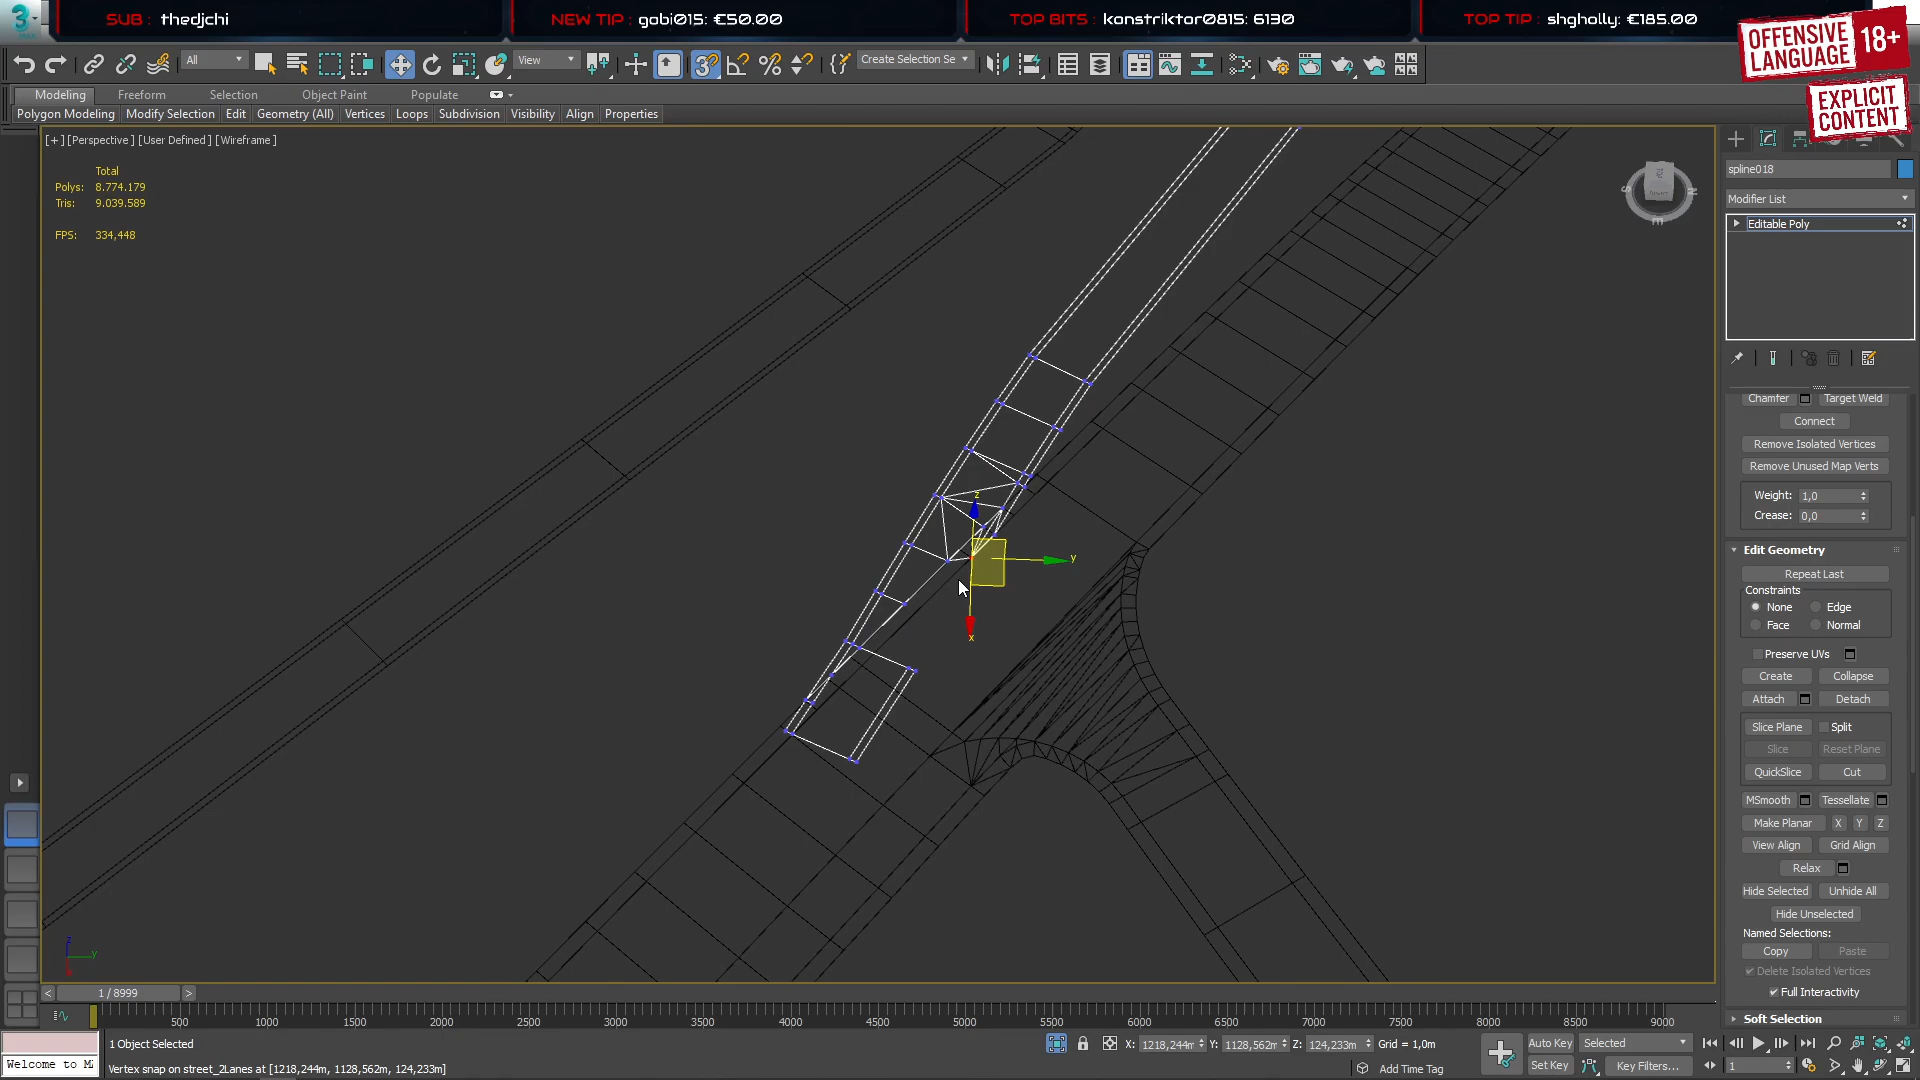 SUB : thedjchi
NEW TIP : gabi015: €50.00
TOP BITS : konstriktor0815: 6130
TOP TIP : shgholly: €185.00
OFFENSIVE LANGUAGE 18+
EXPLICIT CONTENT
All
View
Create Selection Se
Modeling
Freeform
Selection
Object Paint
Populate
Polygon Modeling
Modify Selection
Edit
Geometry (All)
Vertices
Loops
Subdivision
Visibility
Align
Properties
[+] [Perspective] [User Defined] [Wireframe]
Total
Polys: 8.774.179
Tris: 9.039.589
FPS: 334,448
spline018
Modifier List
Editable Poly
Chamfer
Target Weld
Connect
Remove Isolated Vertices
Remove Unused Map Verts
Weight: 1,0
Crease: 0,0
Edit Geometry
Repeat Last
Constraints
None
Edge
Face
Normal
Preserve UVs
Create
Collapse
Attach
Detach
Slice Plane
Split
Slice
Reset Plane
QuickSlice
Cut
MSmooth
Tessellate
Make Planar
X
Y
Z
View Align
Grid Align
Relax
Hide Selected
Unhide All
Hide Unselected
Named Selections:
Copy
Paste
Delete Isolated Vertices
Full Interactivity
Soft Selection
z
y
x
z
y
< 1 / 8999 >
500 1000 1500 2000 2500 3000 3500 4000 4500 5000 5500 6000 6500 7000 7500 8000 8500 9000
1 Object Selected
X: 1218,244m
Y: 1128,562m
Z: 124,233m
Grid = 1,0m
Auto Key
Selected
Welcome to M
Vertex snap on street_2Lanes at [1218,244m, 1128,562m, 124,233m]
Add Time Tag
Set Key
Key Filters...
1